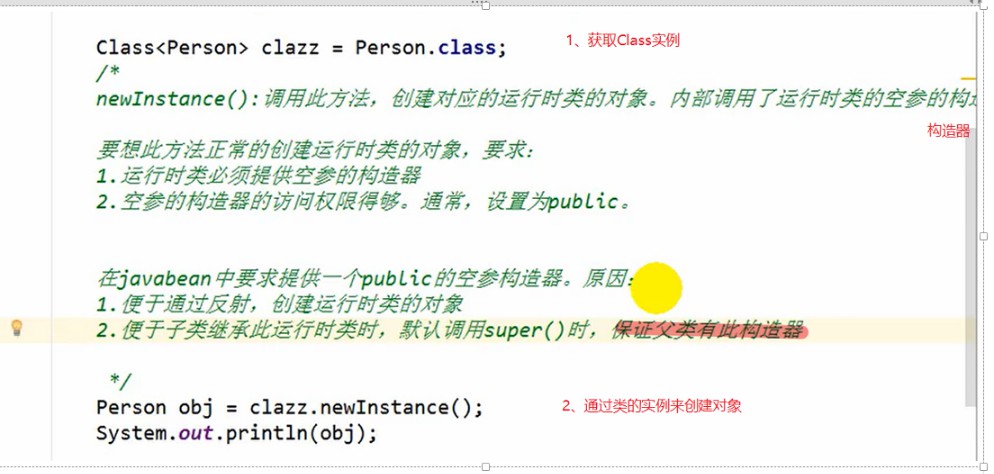 Class<Person> clazz = Person.class; 1、获取Class实例
/*
newInstance():调用此方法，创建对应的运行时类的对象。内部调用了运行时类的空参的构造
构造器
要想此方法正常的创建运行时类的对象，要求：
1.运行时类必须提供空参的构造器
2.空参的构造器的访问权限得够。通常，设置为public。
在javabean中要求提供一个public的空参构造器。原因：
1.便于通过反射，创建运行时类的对象
2.便于子类继承此运行时类时，默认调用super()时，保证父类有此构造器
*/
Person obj = clazz.newInstance(); 2、通过类的实例来创建对象
System.out.println(obj);